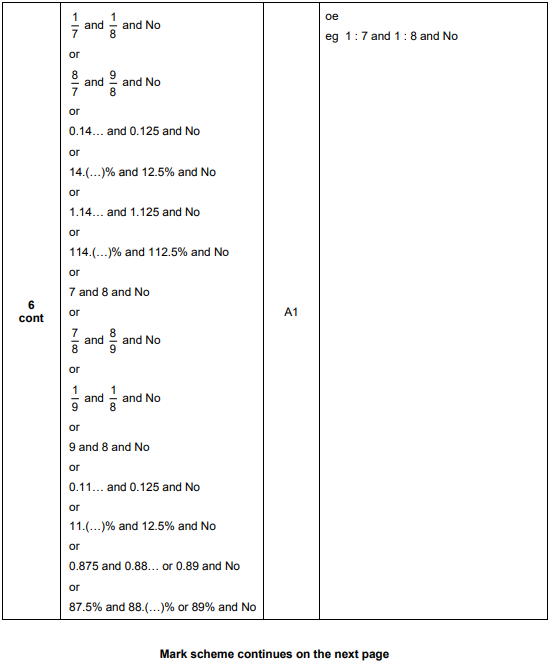 6
cont
1/7 and 1/8 and No
or
8/7 and 9/8 and No
or
0.14… and 0.125 and No
or
14.(…)% and 12.5% and No
or
1.14… and 1.125 and No
or
114.(…)% and 112.5% and No
or
7 and 8 and No
or
7/8 and 8/9 and No
or
1/9 and 1/8 and No
or
9 and 8 and No
or
0.11… and 0.125 and No
or
11.(…)% and 12.5% and No
or
0.875 and 0.88… or 0.89 and No
or
87.5% and 88.(…)% or 89% and No
A1
oe
eg 1 : 7 and 1 : 8 and No
Mark scheme continues on the next page